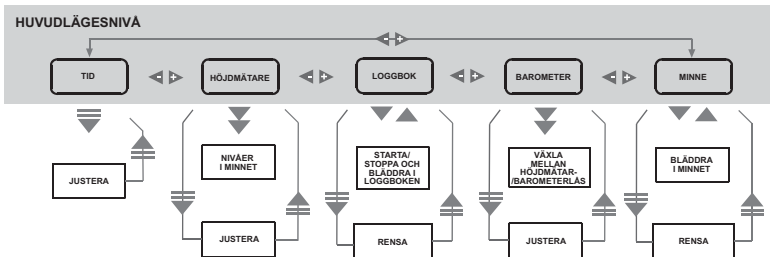 HUVUDLÄGESNIVÅ
TID
HÖJDMÄTARE
LOGGBOK
BAROMETER
MINNE
JUSTERA
NIVÅER
I MINNET
JUSTERA
STARTA/
STOPPA OCH
BLÄDDRA I
LOGGBOKEN
RENSA
VÄXLA
MELLAN
HÖJDMÄTAR-
/BAROMETERLÅS
JUSTERA
BLÄDDRA
I MINNET
RENSA